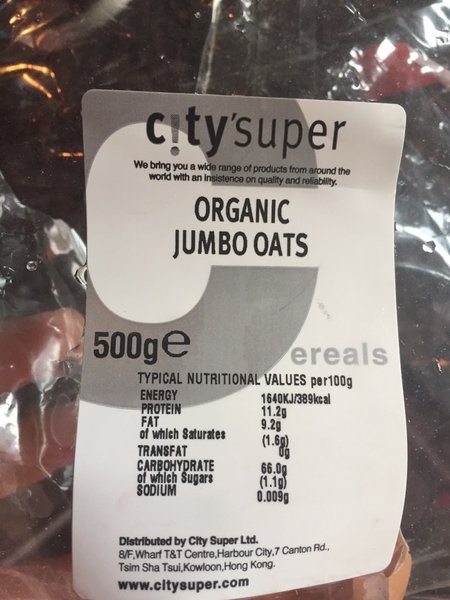 c!ty'super
We bring you a wide range of products from around the
world with an insistence on quality and reliability.
ORGANIC
JUMBO OATS
500g℮
Cereals
TYPICAL NUTRITIONAL VALUES per100g
ENERGY 1640KJ/389kcal
PROTEIN 11.2g
FAT 9.2g
of which Saturates (1.6g)
TRANSFAT 0g
CARBOHYDRATE 66.0g
of which Sugars (1.1g)
SODIUM 0.009g
Distributed by City Super Ltd.
8/F,Wharf T&T Centre,Harbour City,7 Canton Rd.,
Tsim Sha Tsui,Kowloon,Hong Kong.
www.citysuper.com